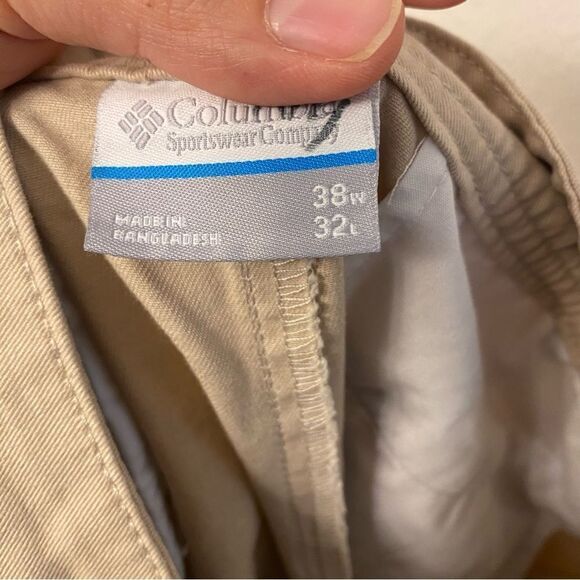 Columbia
Sportswear Company
38W
32L
MADE IN:
BANGLADESH